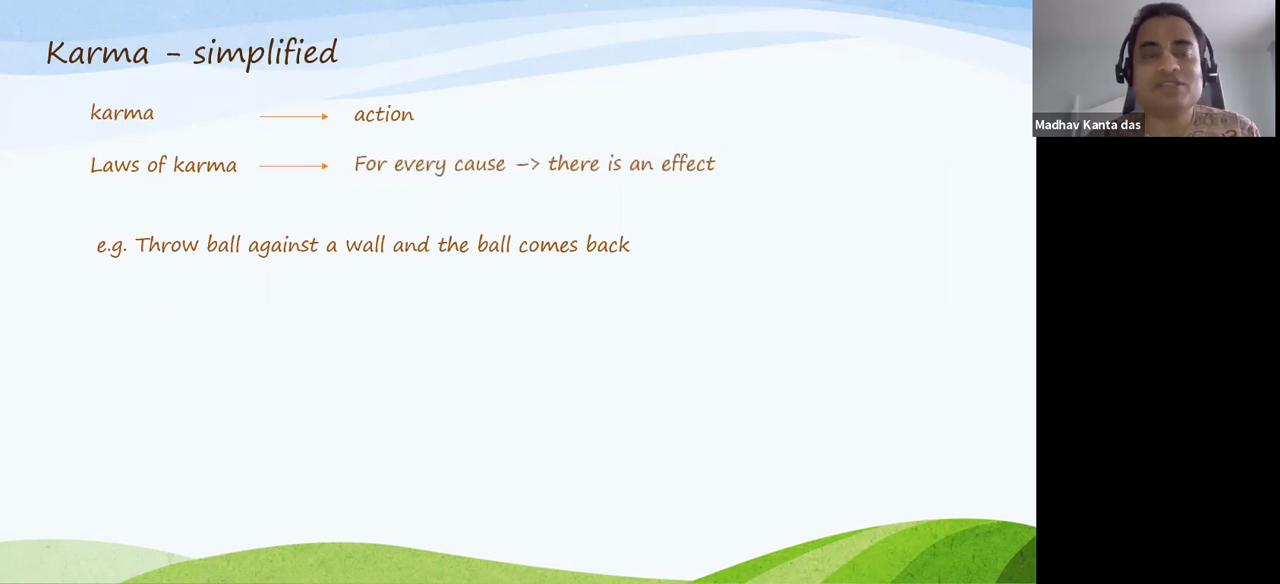 Karma - simplified
karma → action
Laws of karma → For every cause -> there is an effect
e.g. Throw ball against a wall and the ball comes back
Madhav Kanta das